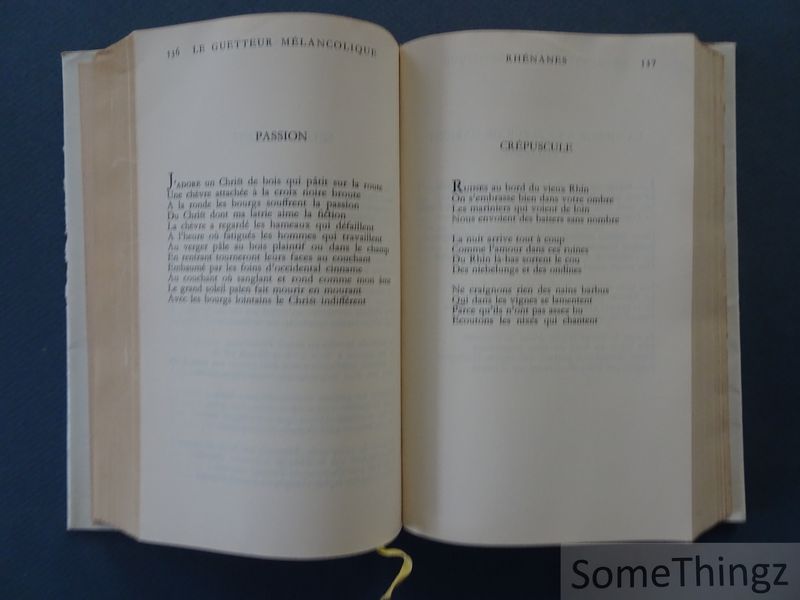 136 LE GUETTEUR MÉLANCOLIQUE
PASSION
J'ADORE un Christ de bois qui pâtit sur la route
Une chèvre attachée à la croix noire broute
A la ronde les bourgs souffrent la passion
Du Christ dont ma latrie aime la fiction
La chèvre a regardé les hameaux qui défaillent
A l'heure où fatigués les hommes qui travaillent
Au verger pâle au bois plaintif ou dans le champ
En rentrant tourneront leurs faces au couchant
Embaumé par les foins d'occidental cinname
Au couchant où sanglant et rond comme mon
Le grand soleil païen fait mourir en mourant
Avec les bourgs lointains le Christ indifférent
RHÉNANES 137
CRÉPUSCULE
RUINES au bord du vieux Rhin
On s'embrasse bien dans votre ombre
Les mariniers qui voient de loin
Nous envoient des baisers sans nombre
La nuit arrive tout à coup
Comme l'amour dans ces ruines
Du Rhin là-bas sortent le cou
Des niebelungs et des ondines
Ne craignons rien des nains barbus
Qui dans les vignes se lamentent
Parce qu'ils n'ont pas assez bu
Écoutons les nixes qui chantent
SomeThingz